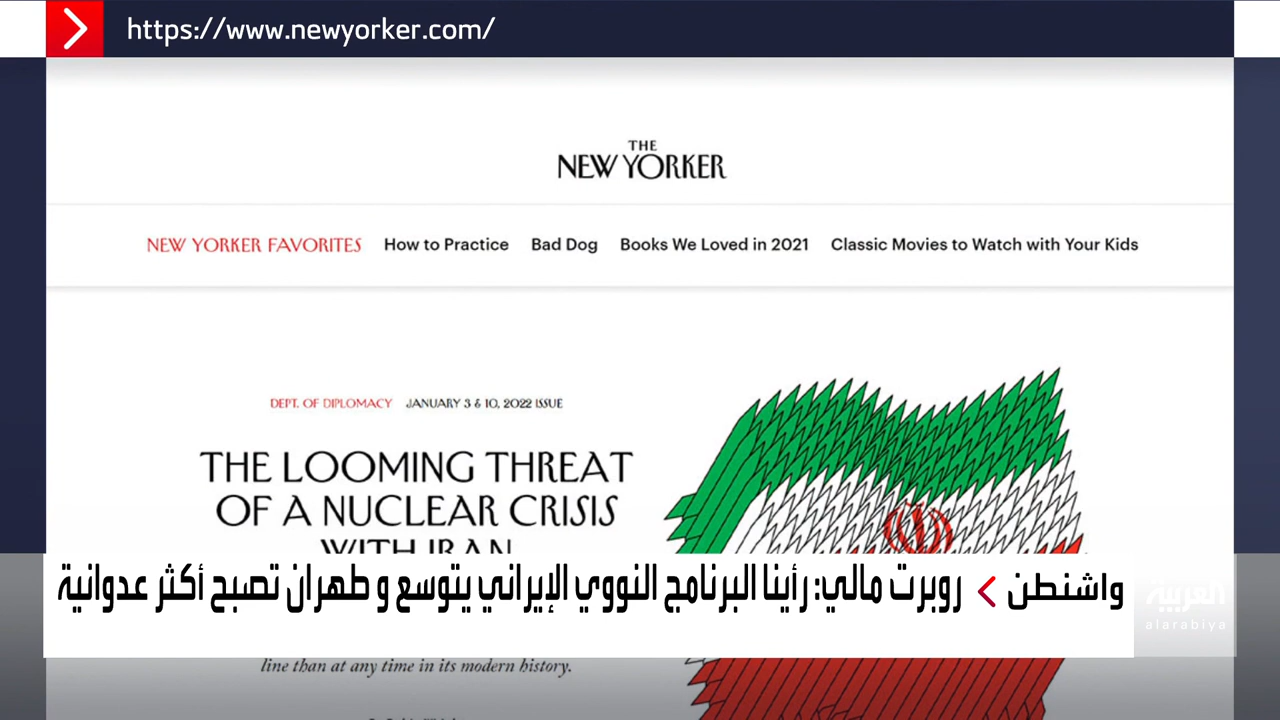 https://www.newyorker.com/
THE
NEW YORKER
NEW YORKER FAVORITES How to Practice Bad Dog Books We Loved in 2021 Classic Movies to Watch with Your Kids
DEPT. OF DIPLOMACY JANUARY 3 & 10, 2022 ISSUE
THE LOOMING THREAT
OF A NUCLEAR CRISIS
WITH IRAN
واشنطن روبرت مالي: رأينا البرنامج النووي الإيراني يتوسع و طهران تصبح أكثر عدوانية
العربية
alarabiya
line than at any time in its modern history.